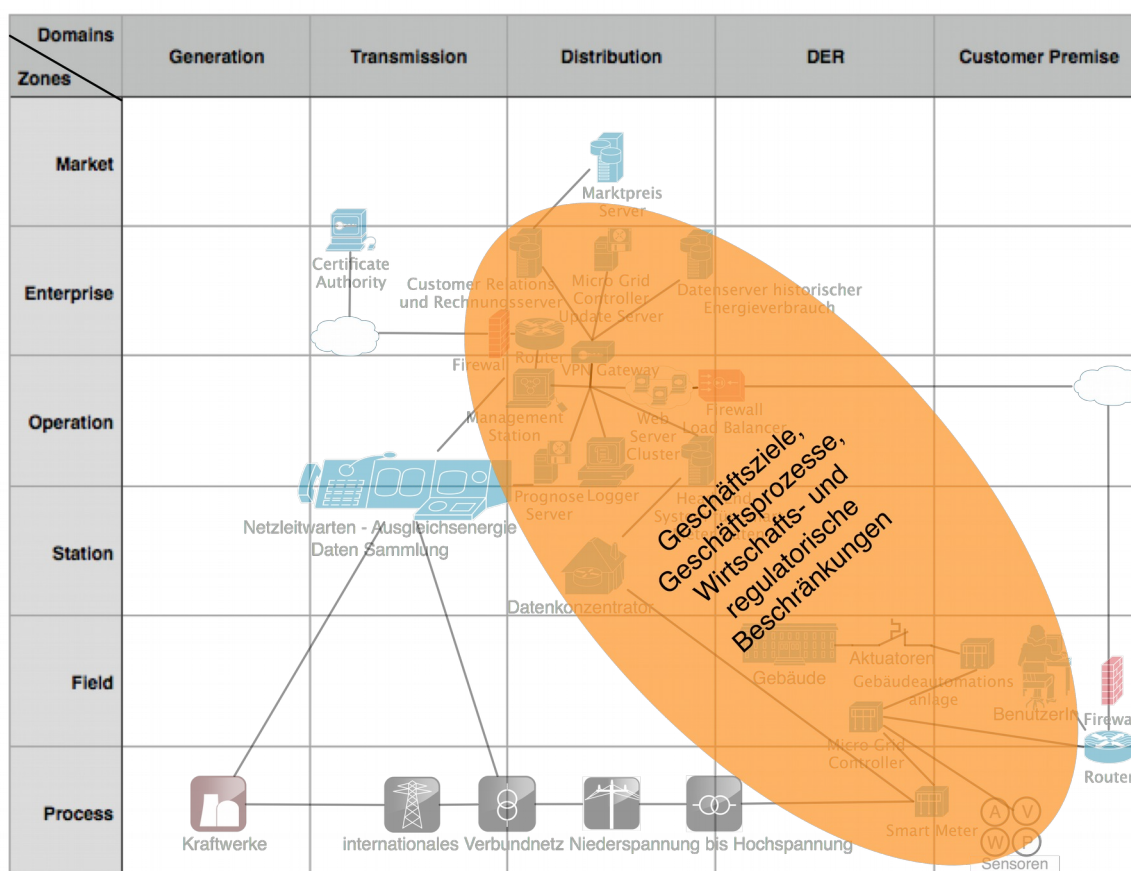 Domains
Zones
Generation
Transmission
Distribution
DER
Customer Premise
Market
Marktpreis
Server
Enterprise
Certificate
Authority
Customer Relations
und Rechnungsserver
Micro Grid
Controller
Update Server
Datenserver historischer
Energieverbrauch
Firewall
Router
VPN Gateway
Operation
Management
Station
Web
Server
Cluster
Firewall
Load Balancer
Prognose
Server
Logger
Netzleitwarten - Ausgleichsenergie
Daten Sammlung
Station
Datenkonzentrator
Geschäftsziele,
Geschäftsprozesse,
Wirtschafts- und
regulatorische
Beschränkungen
Field
Gebäude
Aktuatoren
Gebäudeautomations
anlage
BenutzerIn
Firewa
Micro Grid
Controller
Router
Process
Kraftwerke
internationales Verbundnetz
Niederspannung bis Hochspannung
Smart Meter
A
V
W
P
Sensoren